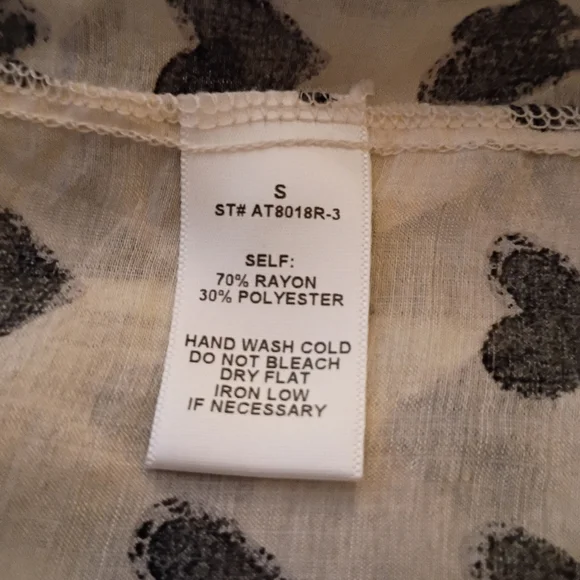 S
ST# AT8018R-3
SELF:
70% RAYON
30% POLYESTER
HAND WASH COLD
DO NOT BLEACH
DRY FLAT
IRON LOW
IF NECESSARY